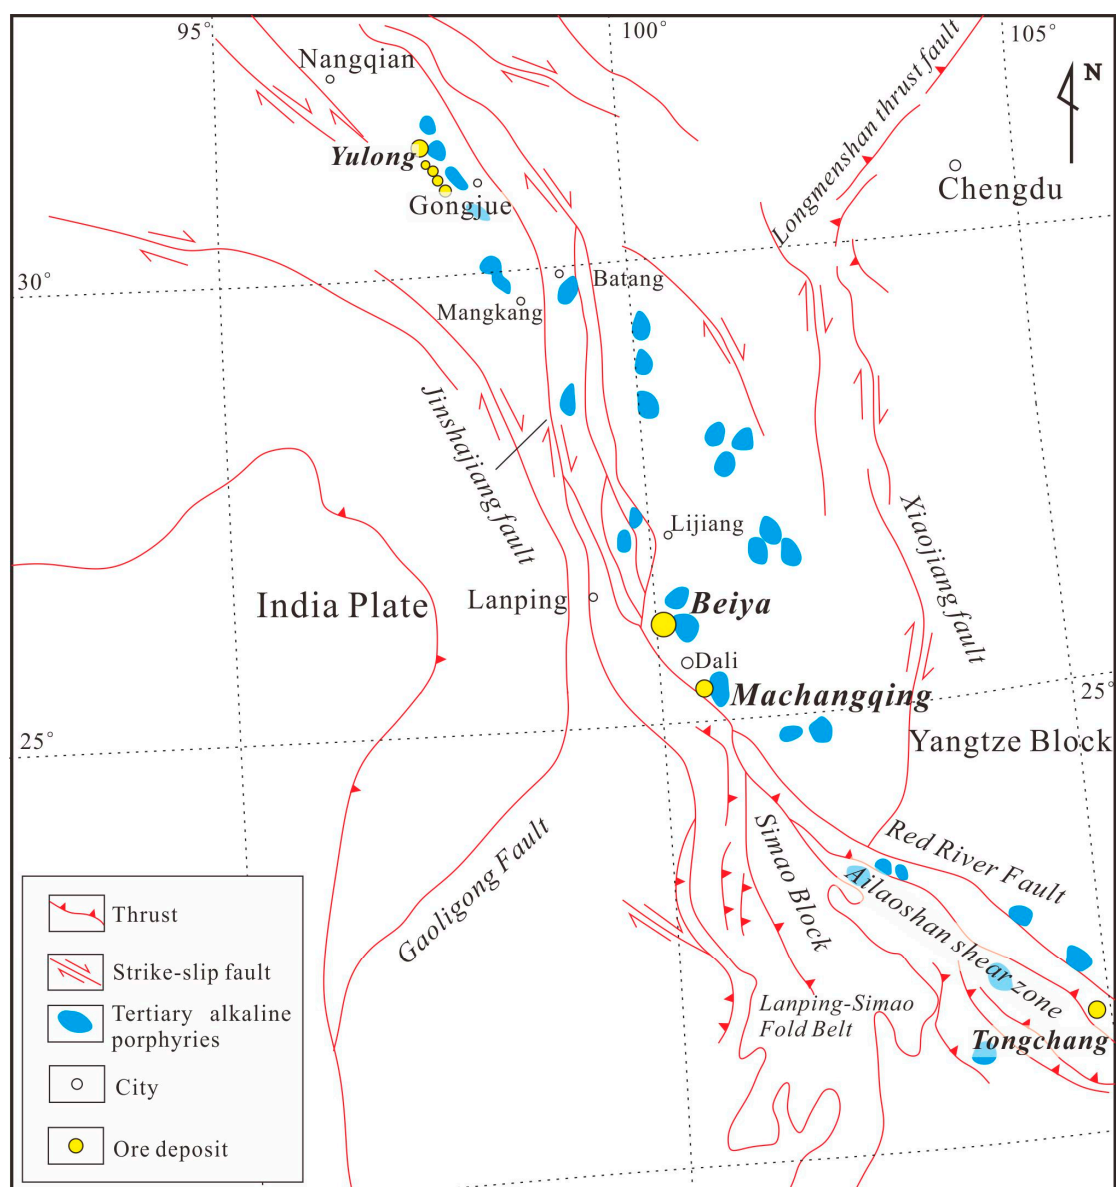 95°
100°
105°
N
Nangqian
Longmenshan thrust fault
Yulong
Chengdu
Gongjue
30°
Batang
Mangkang
Jinshajiang fault
Xiaojiang fault
Lijiang
India Plate
Lanping
Beiya
Dali
Machangqing
25°
25°
Yangtze Block
Simao Block
Red River Fault
Gaoligong Fault
Ailaoshan shear zone
Lanping-Simao
Fold Belt
Tongchang
Thrust
Strike-slip fault
Tertiary alkaline
porphyries
City
Ore deposit